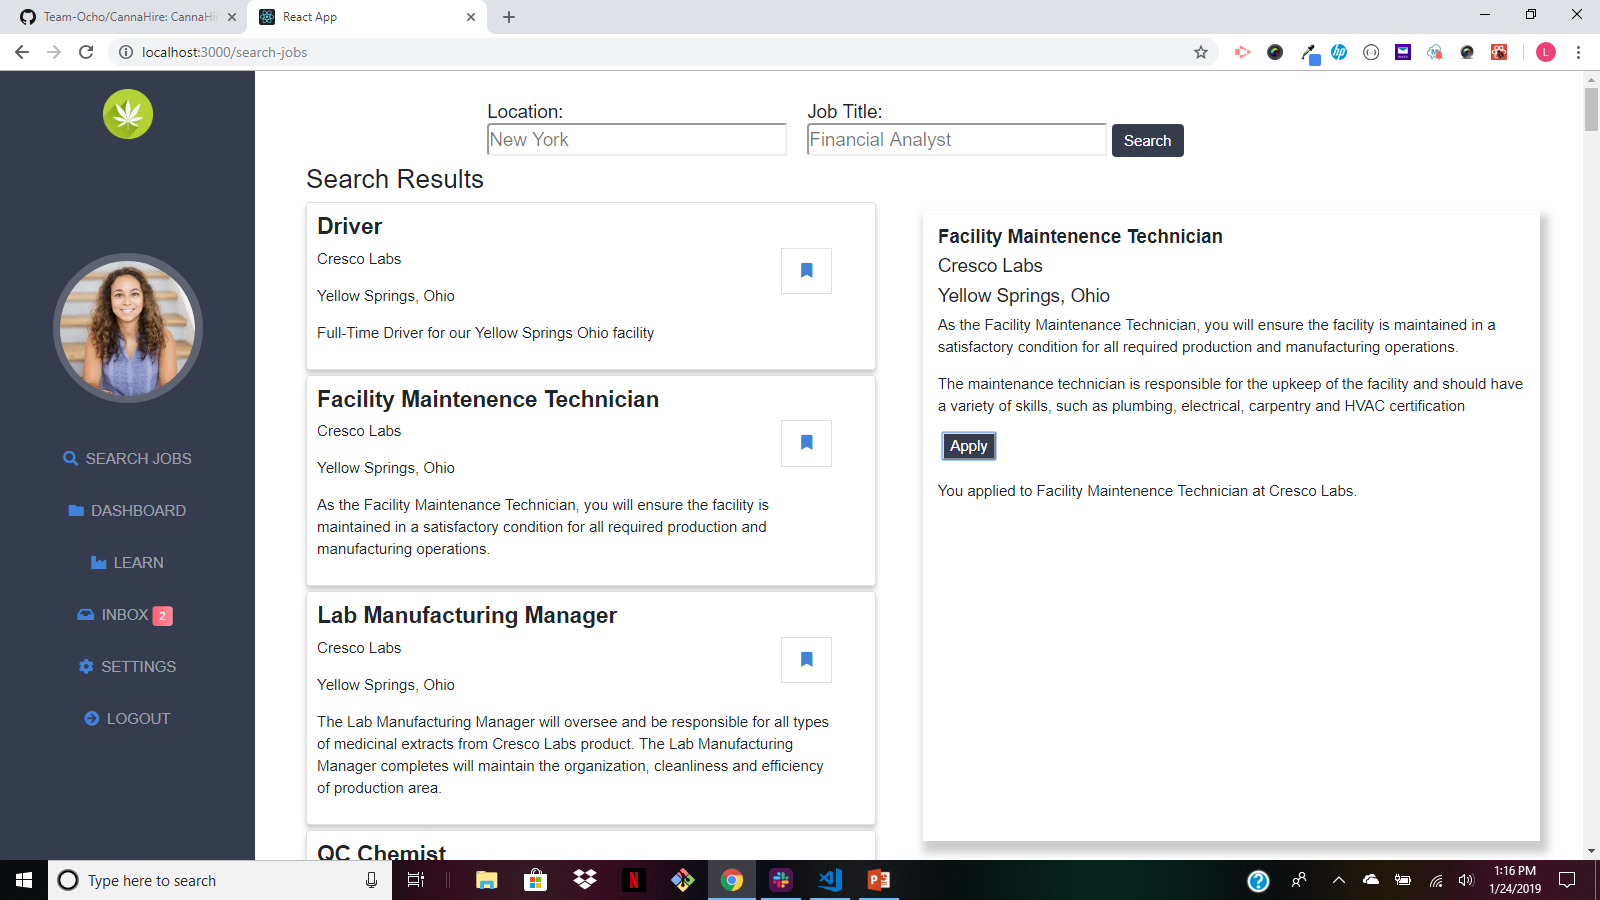 Team-Ocho/CannaHire: CannaHir
React App
localhost:3000/search-jobs
L
Location:
Job Title:
New York
Financial Analyst
Search
Search Results
Driver
Cresco Labs
Yellow Springs, Ohio
Full-Time Driver for our Yellow Springs Ohio facility
Facility Maintenence Technician
Cresco Labs
Yellow Springs, Ohio
As the Facility Maintenance Technician, you will ensure the facility is
maintained in a satisfactory condition for all required production and
manufacturing operations.
Lab Manufacturing Manager
Cresco Labs
Yellow Springs, Ohio
The Lab Manufacturing Manager will oversee and be responsible for all types
of medicinal extracts from Cresco Labs product. The Lab Manufacturing
Manager completes will maintain the organization, cleanliness and efficiency
of production area.
QC Chemist
Facility Maintenence Technician
Cresco Labs
Yellow Springs, Ohio
As the Facility Maintenance Technician, you will ensure the facility is maintained in a
satisfactory condition for all required production and manufacturing operations.
The maintenance technician is responsible for the upkeep of the facility and should have
a variety of skills, such as plumbing, electrical, carpentry and HVAC certification
Apply
You applied to Facility Maintenence Technician at Cresco Labs.
SEARCH JOBS
DASHBOARD
LEARN
INBOX 2
SETTINGS
LOGOUT
Type here to search
1:16 PM
1/24/2019